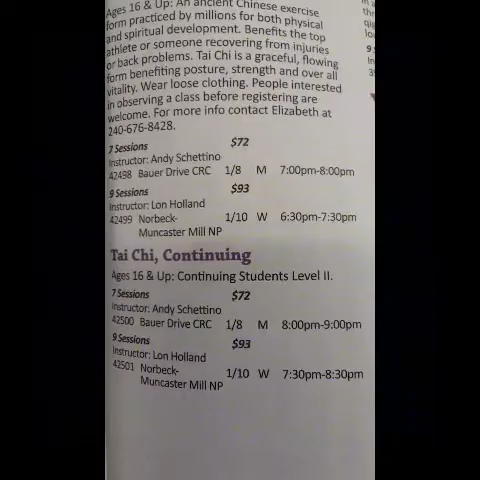 Ages 16 & Up: An ancient Chinese exercise
form practiced by millions for both physical
and spiritual development. Benefits the top
athlete or someone recovering from injuries
or back problems. Tai Chi is a graceful, flowing
form benefiting posture, strength and over all
vitality. Wear loose clothing. People interested
in observing a class before registering are
welcome. For more info contact Elizabeth at
240-676-8428.
7 Sessions $72
Instructor: Andy Schettino
42498 Bauer Drive CRC 1/8 M 7:00pm-8:00pm
9 Sessions $93
Instructor: Lon Holland
42499 Norbeck- 1/10 W 6:30pm-7:30pm
Muncaster Mill NP
Tai Chi, Continuing
Ages 16 & Up: Continuing Students Level II.
7 Sessions $72
Instructor: Andy Schettino
42500 Bauer Drive CRC 1/8 M 8:00pm-9:00pm
9 Sessions $93
Instructor: Lon Holland
42501 Norbeck- 1/10 W 7:30pm-8:30pm
Muncaster Mill NP